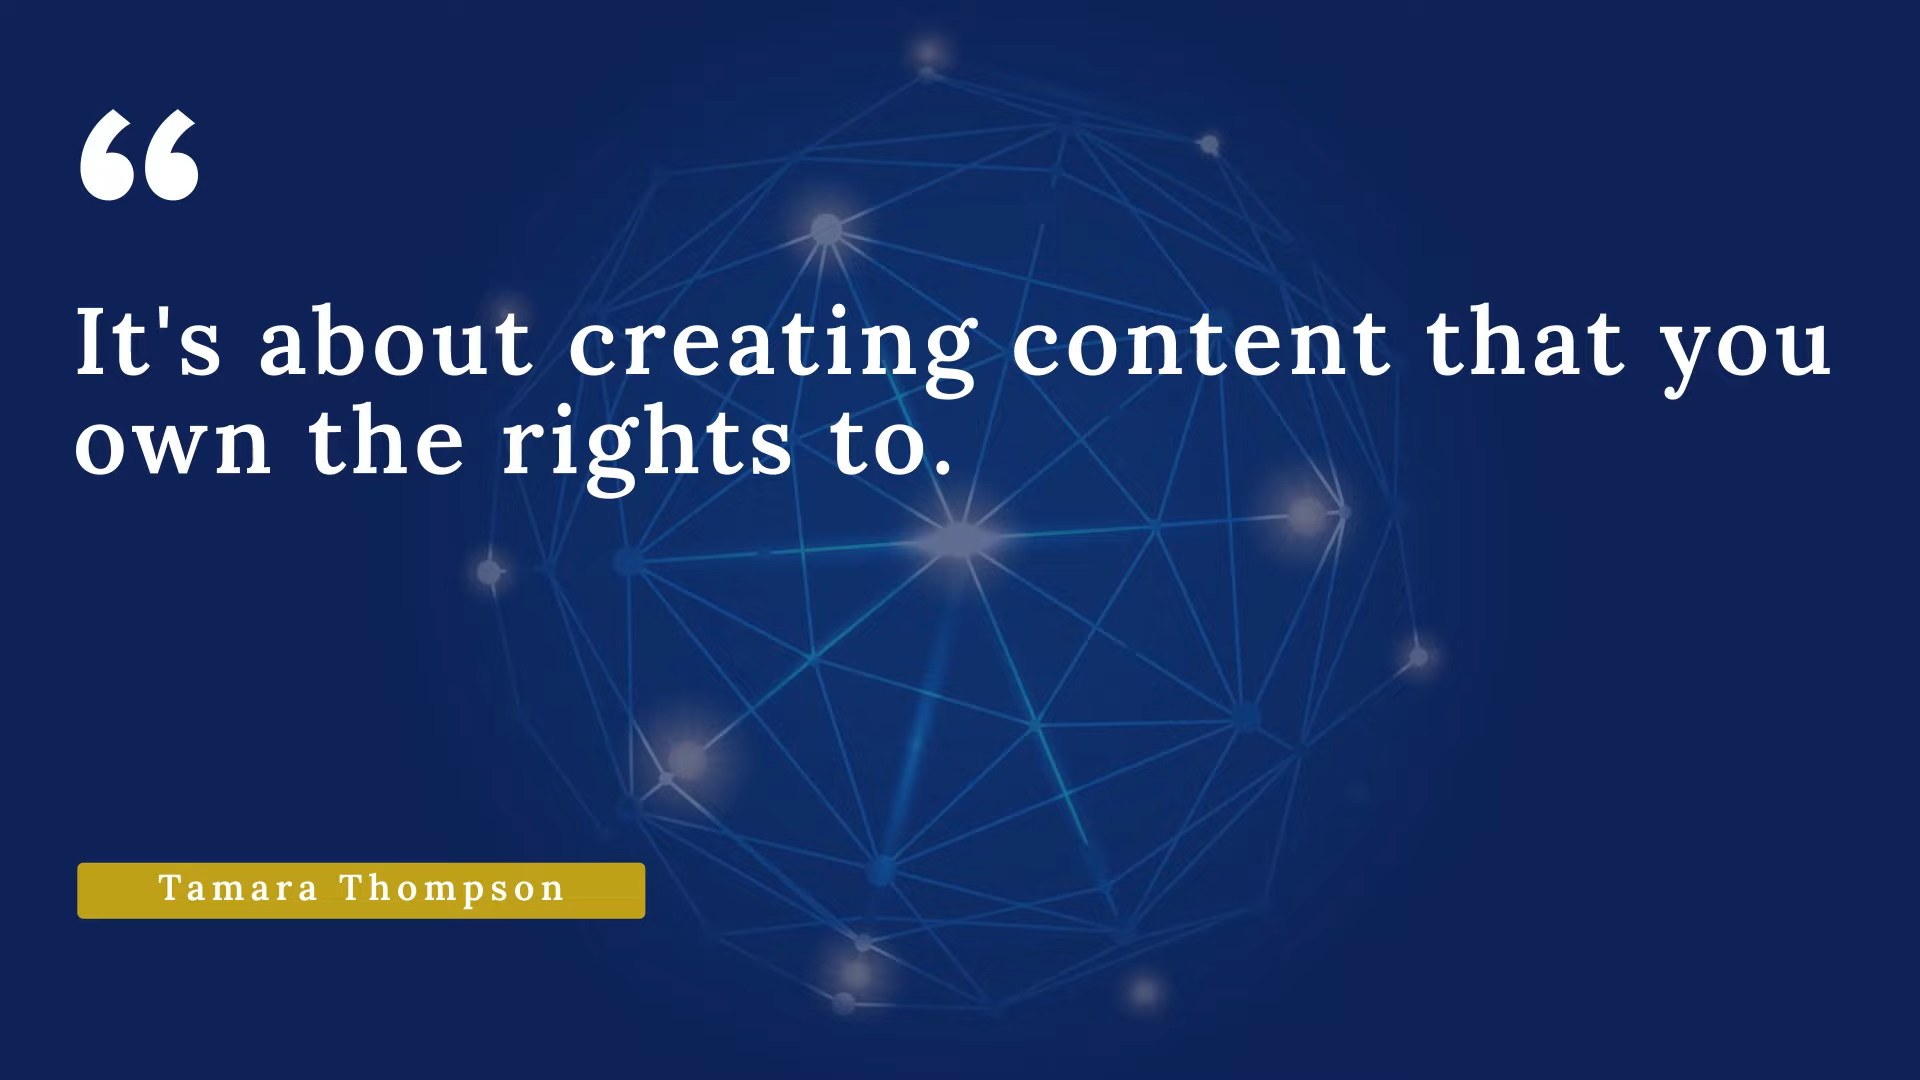 “
It's about creating content that you
own the rights to.
Tamara Thompson